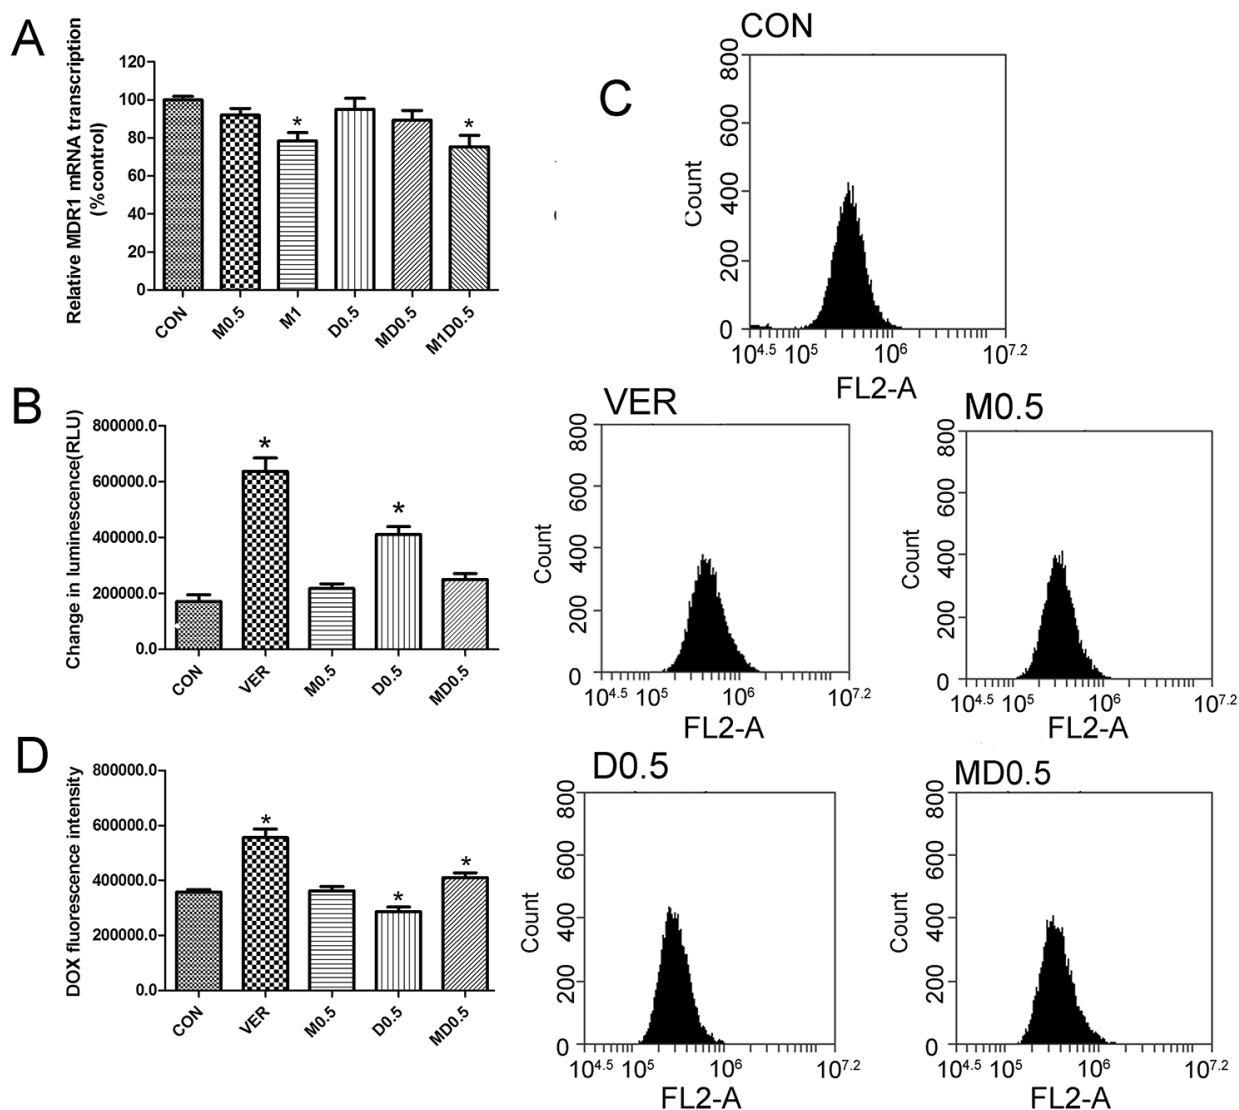 A
Relative MDR1 mRNA transcription
(%control)
120
100
80
60
40
20
0
*
*
CON
M0.5
M1
D0.5
MD0.5
M1D0.5
B
Change in luminescence(RLU)
800000.0
600000.0
400000.0
200000.0
0.0
*
*
CON
VER
M0.5
D0.5
MD0.5
D
DOX fluorescence intensity
800000.0
600000.0
400000.0
200000.0
0.0
*
*
*
CON
VER
M0.5
D0.5
MD0.5
C
CON
Count
800
600
400
200
0
10^4.5 10^5 10^6 10^7.2
FL2-A
VER
Count
800
600
400
200
0
10^4.5 10^5 10^6 10^7.2
FL2-A
M0.5
Count
800
600
400
200
0
10^4.5 10^5 10^6 10^7.2
FL2-A
D0.5
Count
800
600
400
200
0
10^4.5 10^5 10^6 10^7.2
FL2-A
MD0.5
Count
800
600
400
200
0
10^4.5 10^5 10^6 10^7.2
FL2-A